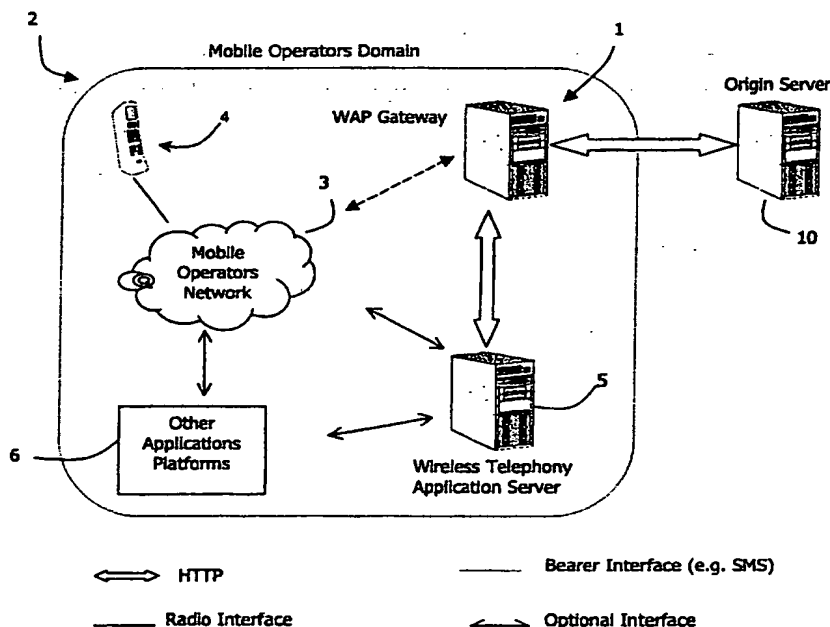 2
Mobile Operators Domain
1
Origin Server
WAP Gateway
4
3
10
Mobile
Operators
Network
5
Other
Applications
Platforms
6
Wireless Telephony
Application Server
HTTP
Bearer Interface (e.g. SMS)
Radio Interface
Optional Interface